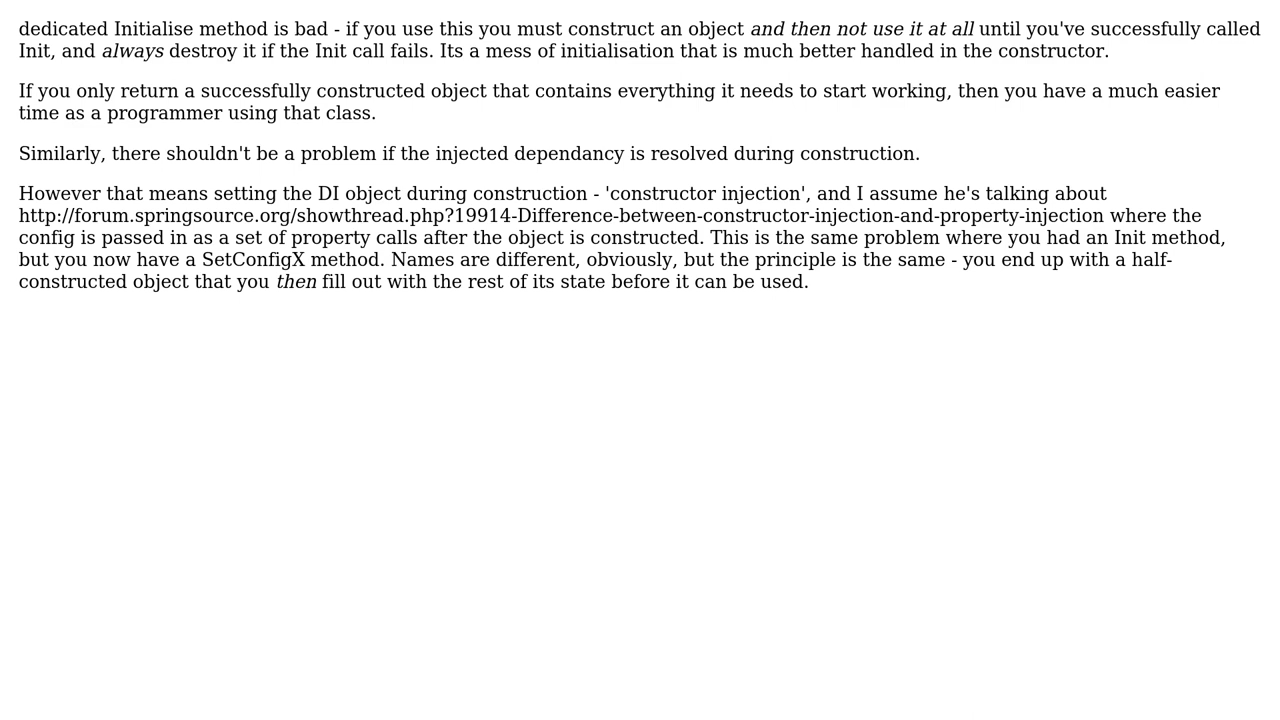 dedicated Initialise method is bad - if you use this you must construct an object and then not use it at all until you've successfully called
Init, and always destroy it if the Init call fails. Its a mess of initialisation that is much better handled in the constructor.
If you only return a successfully constructed object that contains everything it needs to start working, then you have a much easier
time as a programmer using that class.
Similarly, there shouldn't be a problem if the injected dependancy is resolved during construction.
However that means setting the DI object during construction - 'constructor injection', and I assume he's talking about
http://forum.springsource.org/showthread.php?19914-Difference-between-constructor-injection-and-property-injection where the
config is passed in as a set of property calls after the object is constructed. This is the same problem where you had an Init method,
but you now have a SetConfigX method. Names are different, obviously, but the principle is the same - you end up with a half-
constructed object that you then fill out with the rest of its state before it can be used.